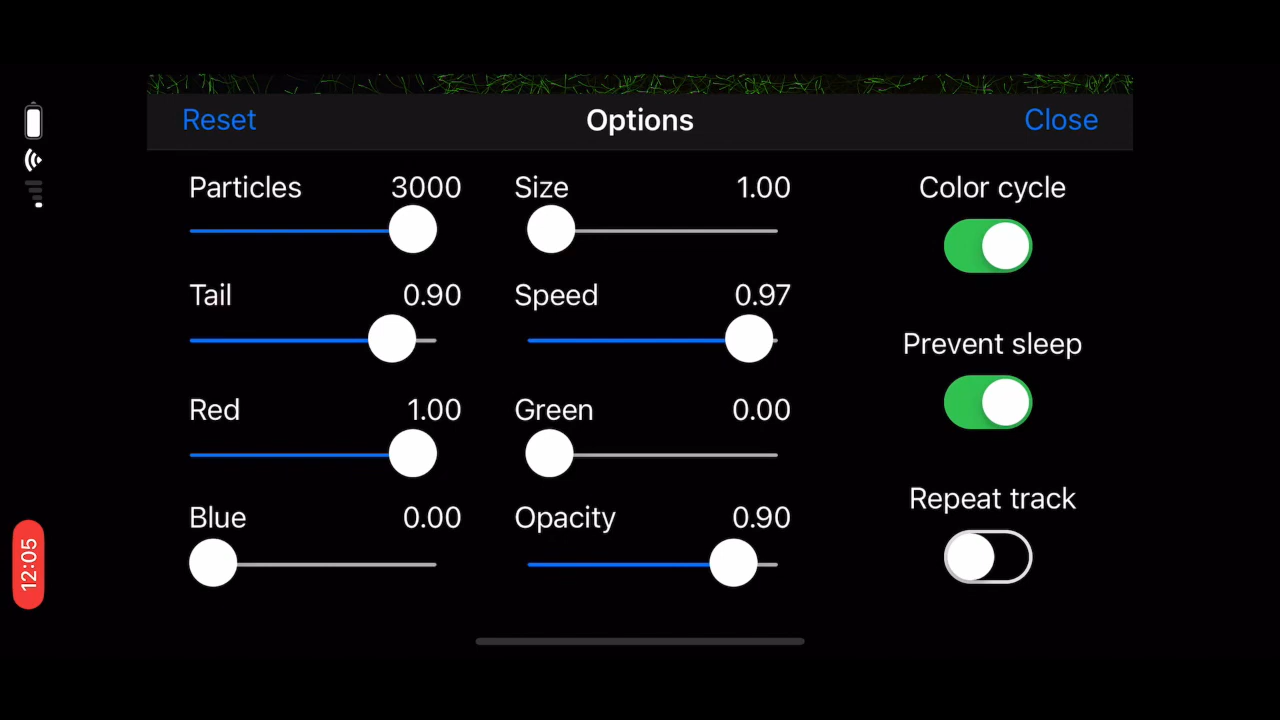 Reset Options Close
Particles 3000 Size 1.00 Color cycle
Tail 0.90 Speed 0.97
Prevent sleep
Red 1.00 Green 0.00
Repeat track
Blue 0.00 Opacity 0.90
12:05